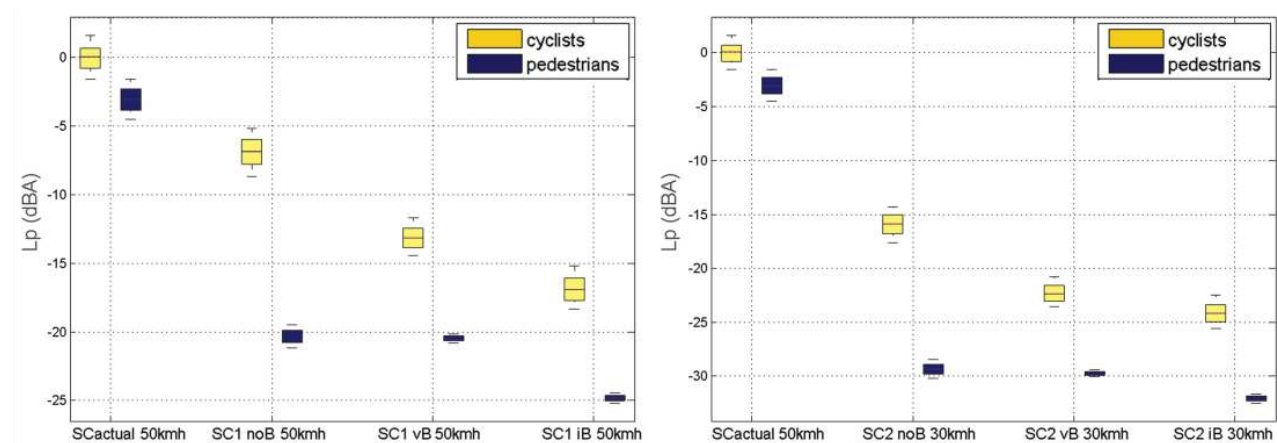 cyclists
pedestrians
Lp (dBA)
0
-5
-10
-15
-20
-25
SCactual 50kmh
SC1 noB 50kmh
SC1 vB 50kmh
SC1 iB 50kmh
cyclists
pedestrians
Lp (dBA)
0
-5
-10
-15
-20
-25
-30
SCactual 50kmh
SC2 noB 30kmh
SC2 vB 30kmh
SC2 iB 30kmh